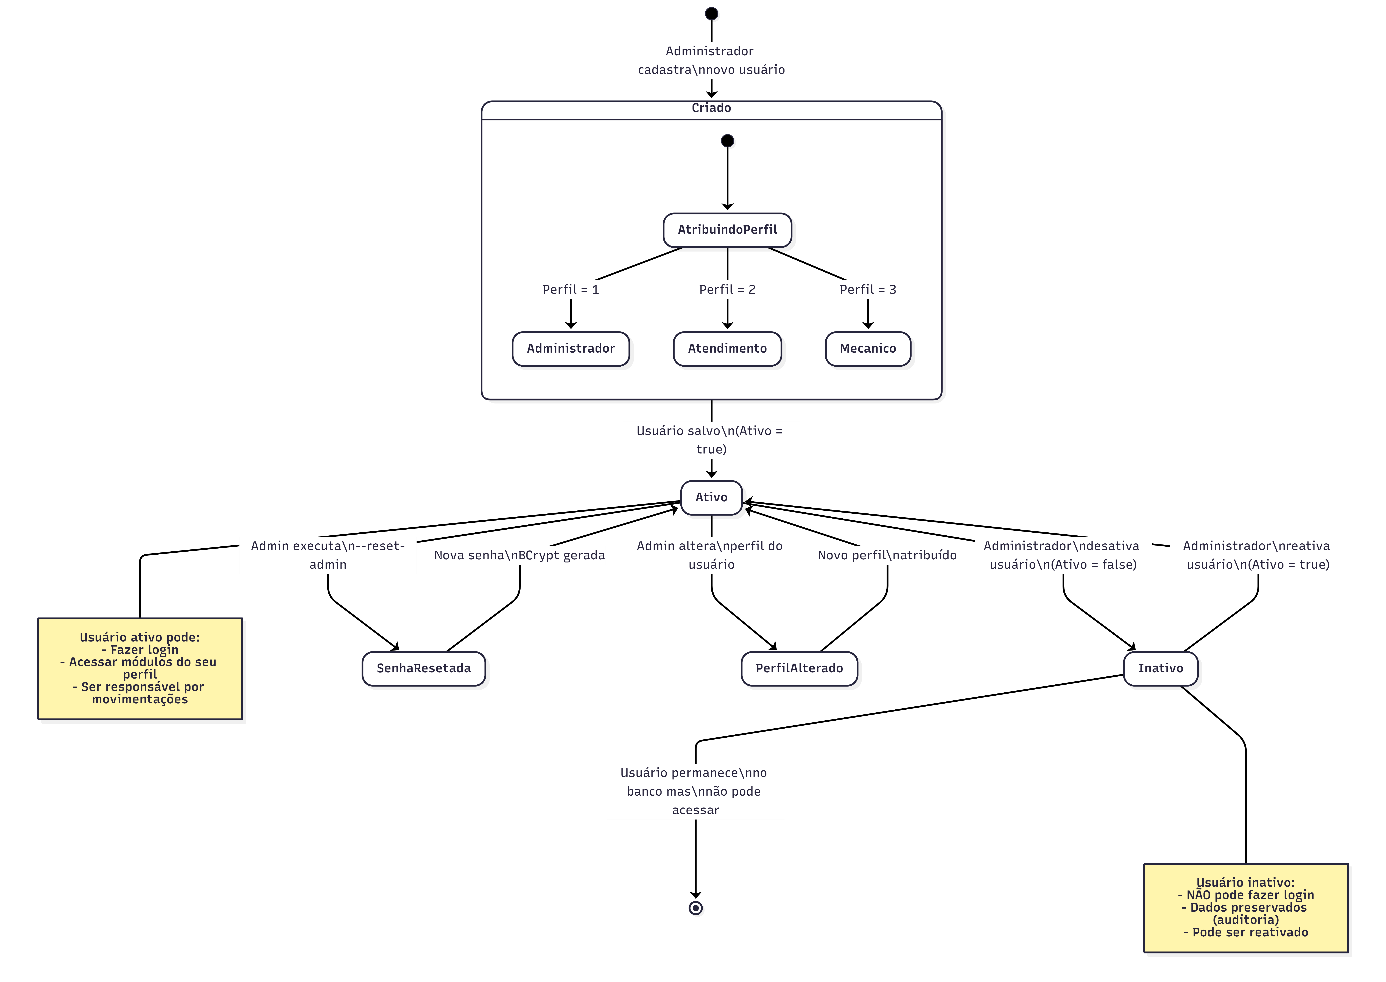 Administrador
cadastra\nnovo usuário
Criado
AtribuindoPerfil
Perfil = 1
Perfil = 2
Perfil = 3
Administrador
Atendimento
Mecanico
Usuário salvo\n(Ativo =
true)
Ativo
Admin executa\n--reset-
admin
Nova senha\nBCrypt gerada
Admin altera\nperfil do
usuário
Novo perfil\natribuído
Administrador\ndesativa
usuário\n(Ativo = false)
Administrador\nreativa
usuário\n(Ativo = true)
Usuário ativo pode:
- Fazer login
- Acessar módulos do seu
perfil
- Ser responsável por
movimentações
SenhaResetada
PerfilAlterado
Inativo
Usuário permanece\nno
banco mas\nnão pode
acessar
Usuário inativo:
- NÃO pode fazer login
- Dados preservados
(auditoria)
- Pode ser reativado